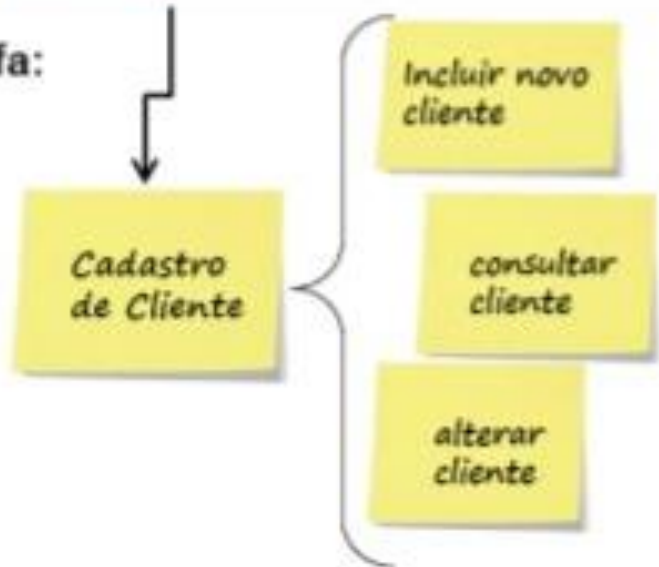 fa:
Incluir novo
cliente
Cadastro
de Cliente
consultar
cliente
alterar
cliente